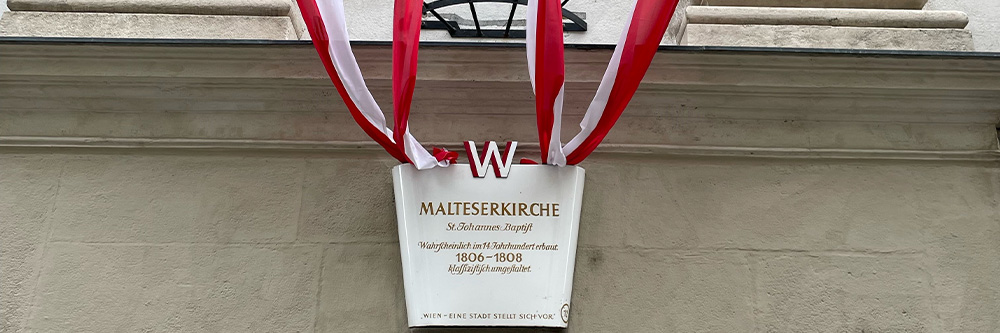 W
MALTESERKIRCHE
St. Johannes Baptist
Wahrscheinlich im 14. Jahrhundert erbaut.
1806–1808
klassizistisch umgestaltet.
„WIEN – EINE STADT STELLT SICH VOR“